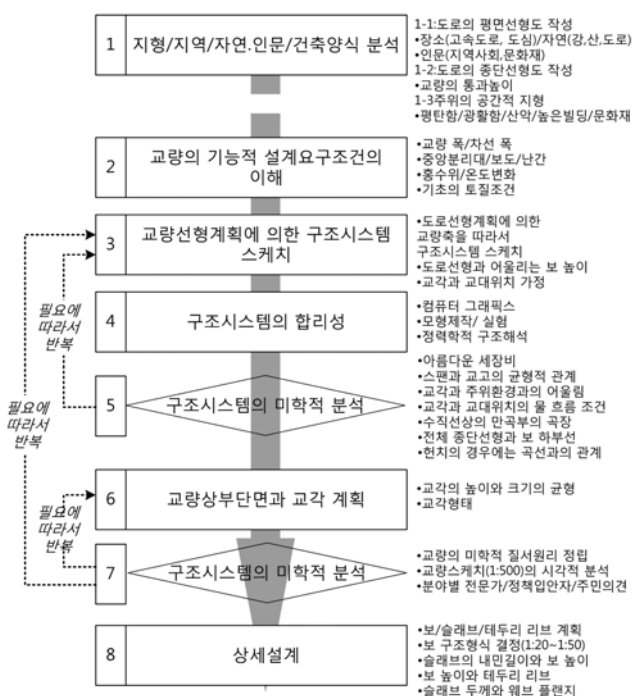 1
지형/지역/자연.인문/건축양식 분석
1-1:도로의 평면선형도 작성
•장소(고속도로, 도심)/자연(강,산,도로)
•인문(지역사회,문화재)
1-2:도로의 종단선형도 작성
•교량의 통과높이
1-3주위의 공간적 지형
•평탄함/광활함/산악/높은빌딩/문화재
2
교량의 기능적 설계요구조건의
이해
•교량 폭/차선 폭
•중앙분리대/보도/난간
•홍수위/온도변화
•기초의 토질조건
3
교량선형계획에 의한 구조시스템
스케치
•도로선형계획에 의한
교량축을 따라서
구조시스템 스케치
•도로선형과 어울리는 보 높이
•교각과 교대위치 가정
필요에
따라서
반복
4
구조시스템의 합리성
•컴퓨터 그래픽스
•모형제작/ 실험
•정력학적 구조해석
5
구조시스템의 미학적 분석
•아름다운 세장비
•스팬과 교고의 균형적 관계
•교각과 주위환경과의 어울림
•교각과 교대위치의 물 흐름 조건
•수직선상의 만곡부의 곡장
•전체 종단선형과 보 하부선
•헌치의 경우에는 곡선과의 관계
필요에
따라서
반복
6
교량상부단면과 교각 계획
•교각의 높이와 크기의 균형
•교각형태
필요에
따라서
반복
7
구조시스템의 미학적 분석
•교량의 미학적 질서원리 정립
•교량스케치(1:500)의 시각적 분석
•분야별 전문가/정책입안자/주민의견
8
상세설계
•보/슬래브/테두리 리브 계획
•보 구조형식 결정(1:20~1:50)
•슬래브의 내민길이와 보 높이
•보 높이와 테두리 리브
•슬래브 두께와 웨브 플랜지